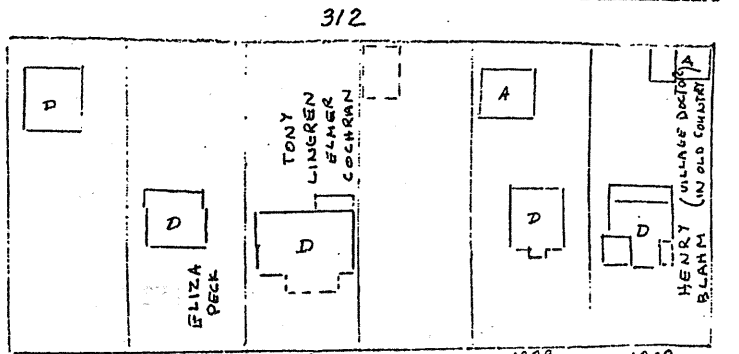 312
D
A
A
TONY
LINGREN
ELMER
COCHRAN
D
D
D
D
ELIZA
PECK
HENRY (VILLAGE DOCTOR)
BLAHM (IN OLD COUNTRY)